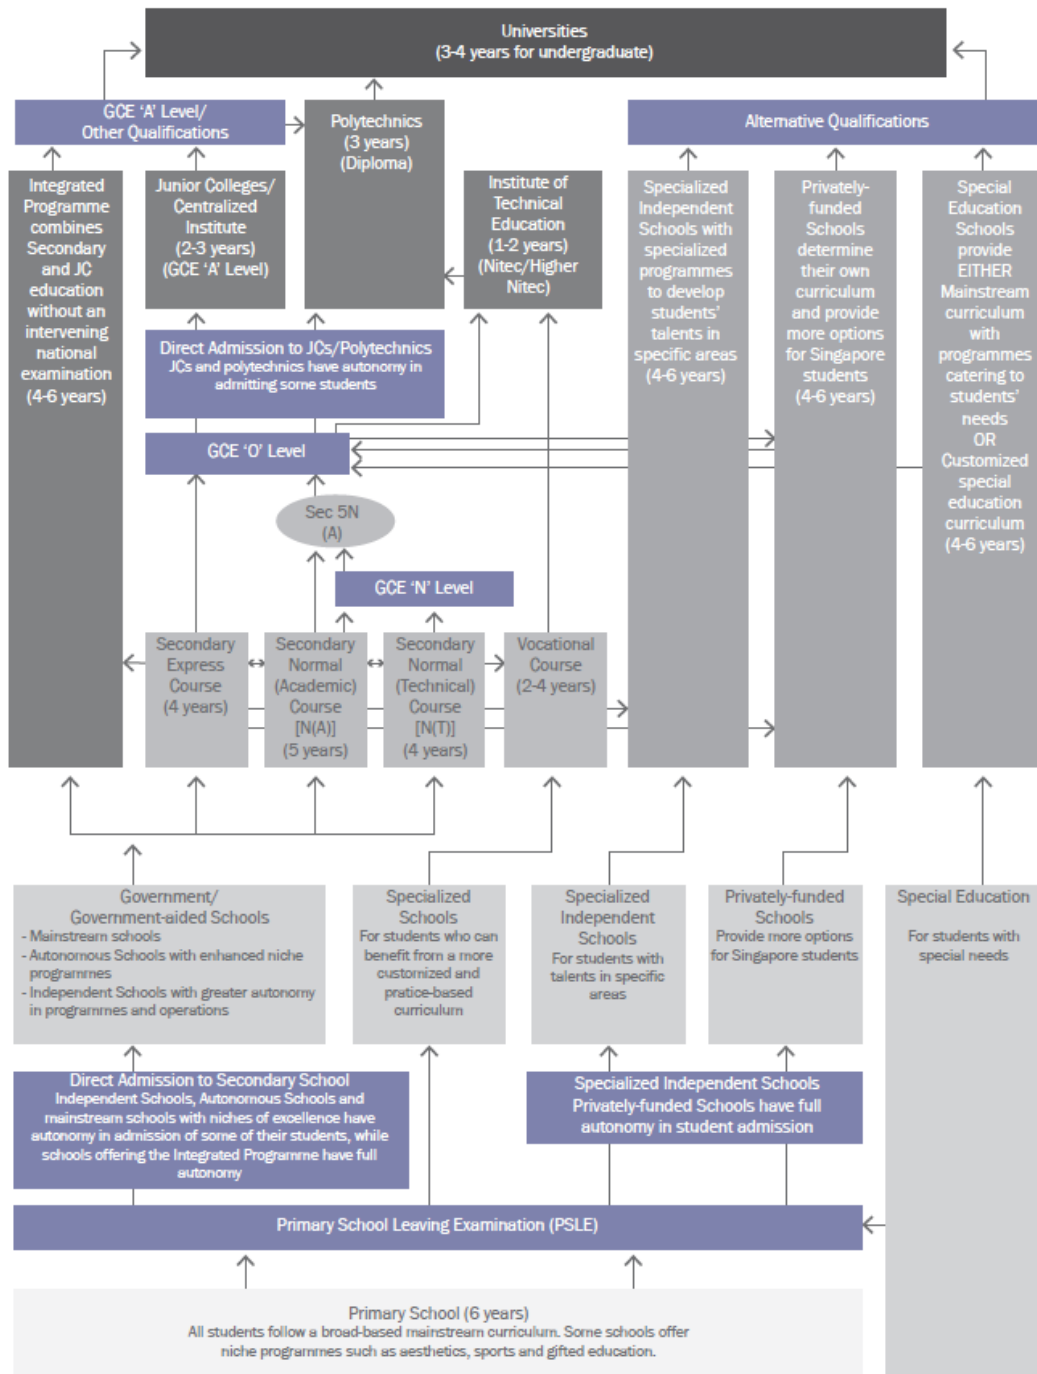 Universities
(3-4 years for undergraduate)
GCE 'A' Level/
Other Qualifications
Polytechnics
(3 years)
(Diploma)
Alternative Qualifications
Integrated
Programme
combines
Secondary
and JC
education
without an
intervening
national
examination
(4-6 years)
Junior Colleges/
Centralized
Institute
(2-3 years)
(GCE 'A' Level)
Institute of
Technical
Education
(1-2 years)
(Nitec/Higher
Nitec)
Specialized
Independent
Schools with
specialized
programmes
to develop
students'
talents in
specific areas
(4-6 years)
Privately-
funded
Schools
determine
their own
curriculum
and provide
more options
for Singapore
students
(4-6 years)
Special
Education
Schools
provide
EITHER
Mainstream
curriculum
with
programmes
catering to
students'
needs
OR
Customized
special
education
curriculum
(4-6 years)
Direct Admission to JCs/Polytechnics
JCs and polytechnics have autonomy in
admitting some students
GCE 'O' Level
Sec 5N
(A)
GCE 'N' Level
Secondary
Express
Course
(4 years)
Secondary
Normal
(Academic)
Course
[N(A)]
(5 years)
Secondary
Normal
(Technical)
Course
[N(T)]
(4 years)
Vocational
Course
(2-4 years)
Government/
Government-aided Schools
- Mainstream schools
- Autonomous Schools with enhanced niche
programmes
- Independent Schools with greater autonomy
in programmes and operations
Specialized
Schools
For students who can
benefit from a more
customized and
pratice-based
curriculum
Specialized
Independent
Schools
For students with
talents in specific
areas
Privately-funded
Schools
Provide more options
for Singapore students
Special Education
For students with
special needs
Direct Admission to Secondary School
Independent Schools, Autonomous Schools and
mainstream schools with niches of excellence have
autonomy in admission of some of their students, while
schools offering the Integrated Programme have full
autonomy
Specialized Independent Schools
Privately-funded Schools have full
autonomy in student admission
Primary School Leaving Examination (PSLE)
Primary School (6 years)
All students follow a broad-based mainstream curriculum. Some schools offer
niche programmes such as aesthetics, sports and gifted education.